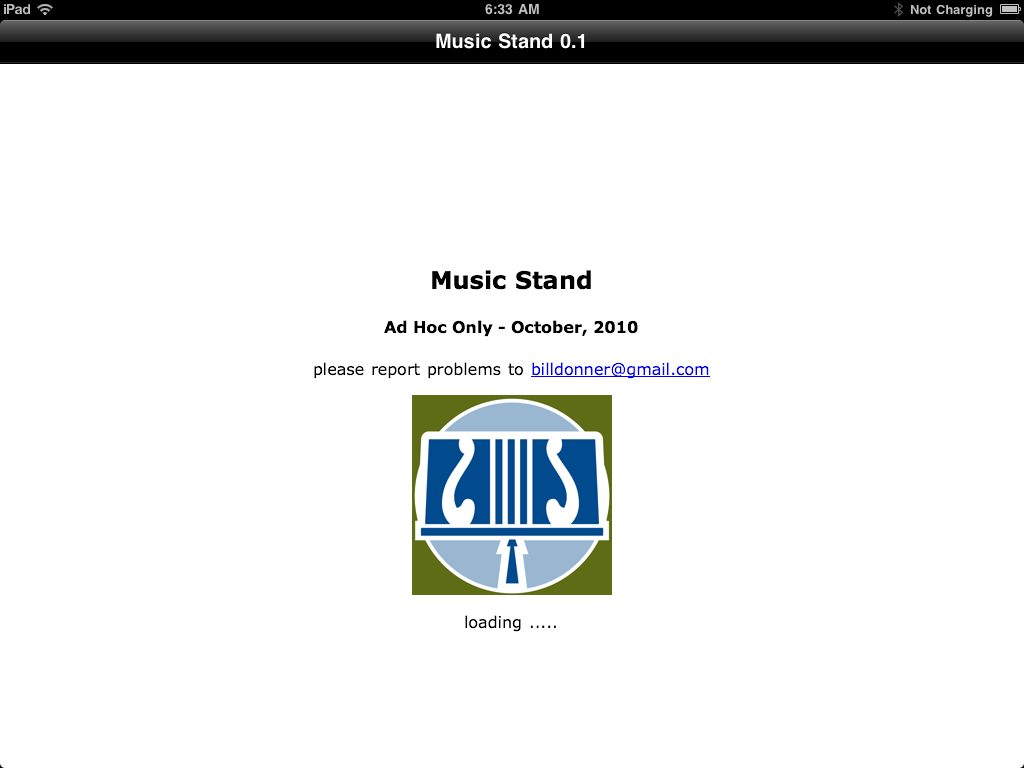 iPad 6:33 AM Not Charging
Music Stand 0.1
Music Stand
Ad Hoc Only - October, 2010
please report problems to billdonner@gmail.com
loading .....